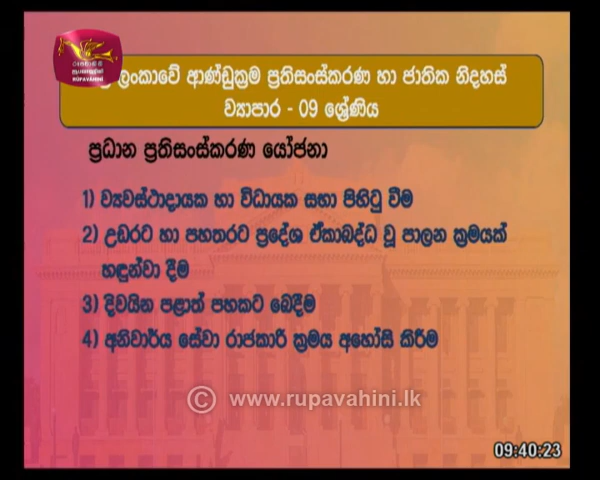 රූපවාහිනී
RUPAVAHINI
ලංකාවේ ආණ්ඩුක්‍රම ප්‍රතිසංස්කරණ හා ජාතික නිදහස්
ව්‍යාපාර - 09 ශ්‍රේණිය
ප්‍රධාන ප්‍රතිසංස්කරණ යෝජනා
1) ව්‍යවස්ථාදායක හා විධායක සභා පිහිටු වීම
2) උඩරට හා පහතරට ප්‍රදේශ ඒකාබද්ධ වූ පාලන ක්‍රමයක්
හඳුන්වා දීම
3) දිවයින පළාත් පහකට බෙදීම
4) අනිවාර්ය සේවා රාජකාරි ක්‍රමය අහෝසි කිරීම
© www.rupavahini.lk
09:40:23